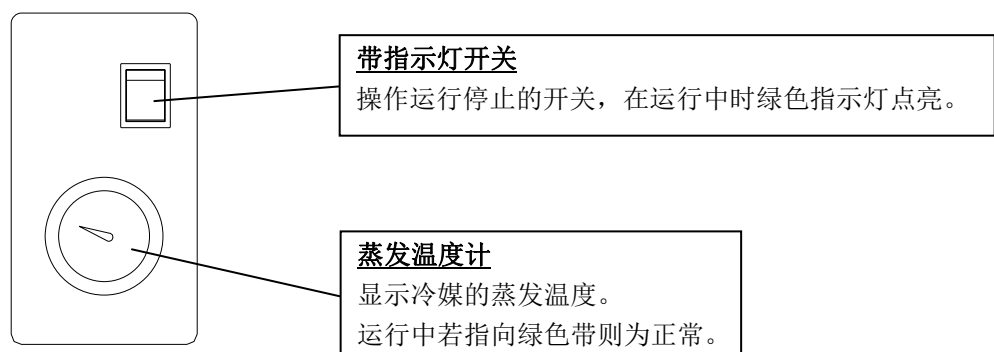 带指示灯开关
操作运行停止的开关，在运行中时绿色指示灯点亮。
蒸发温度计
显示冷媒的蒸发温度。
运行中若指向绿色带则为正常。